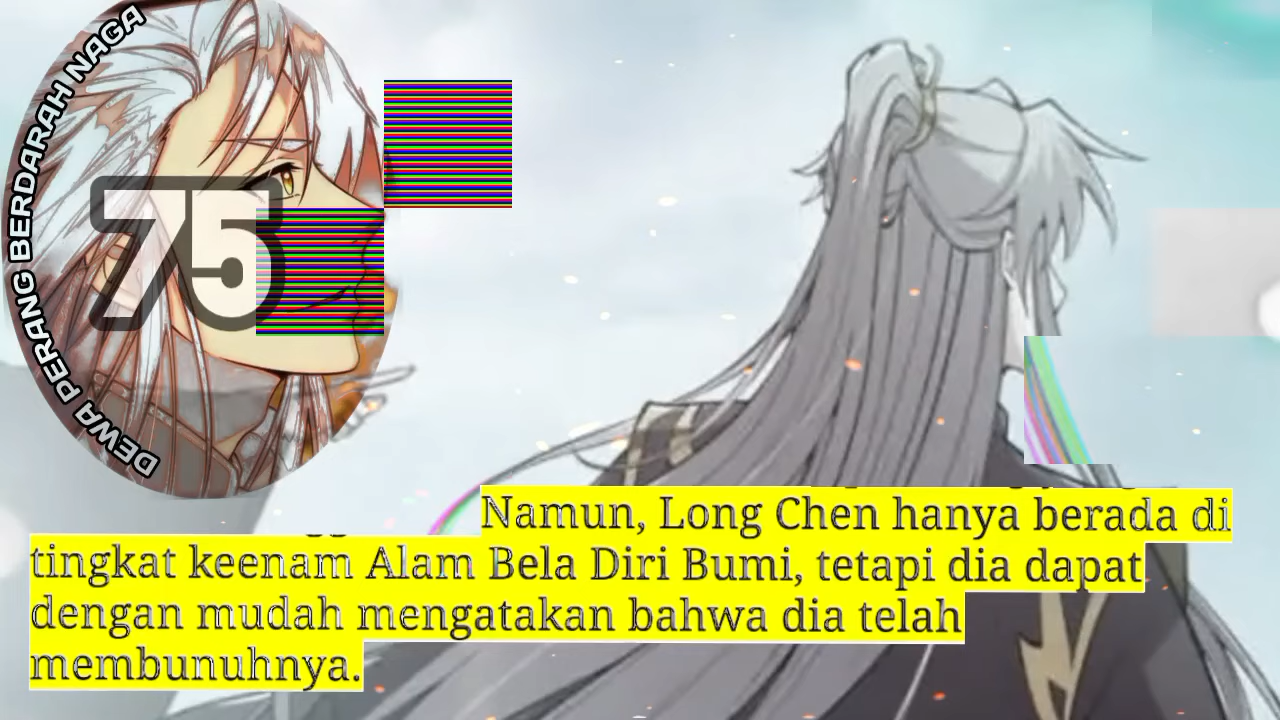 DEWA PERANG BERDARAH NAGA
75
Namun, Long Chen hanya berada di
tingkat keenam Alam Bela Diri Bumi, tetapi dia dapat
dengan mudah mengatakan bahwa dia telah
membunuhnya.